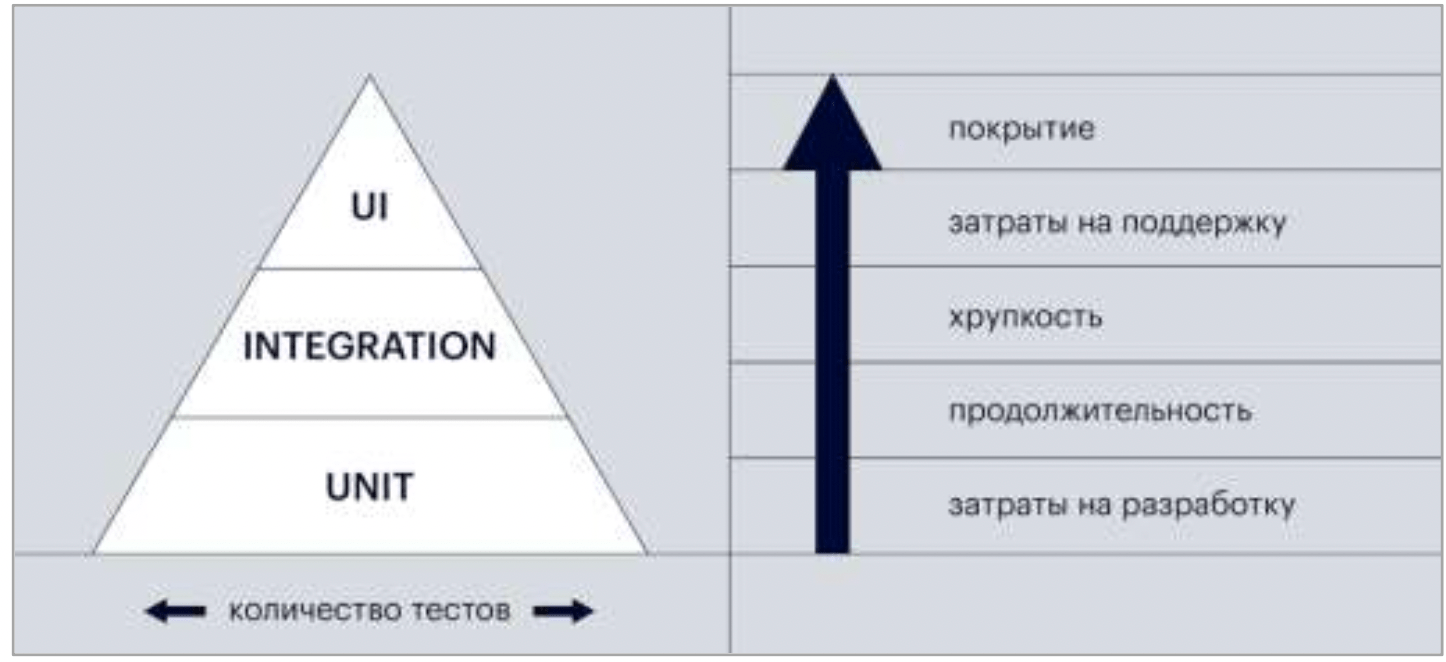 UI
INTEGRATION
UNIT
количество тестов
покрытие
затраты на поддержку
хрупкость
продолжительность
затраты на разработку